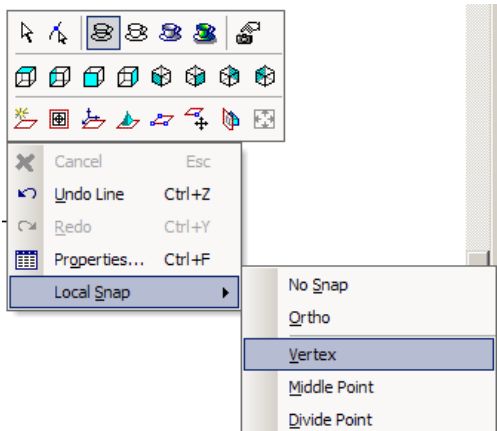 Cancel Esc
Undo Line Ctrl+Z
Redo Ctrl+Y
Properties... Ctrl+F
Local Snap
No Snap
Ortho
Vertex
Middle Point
Divide Point